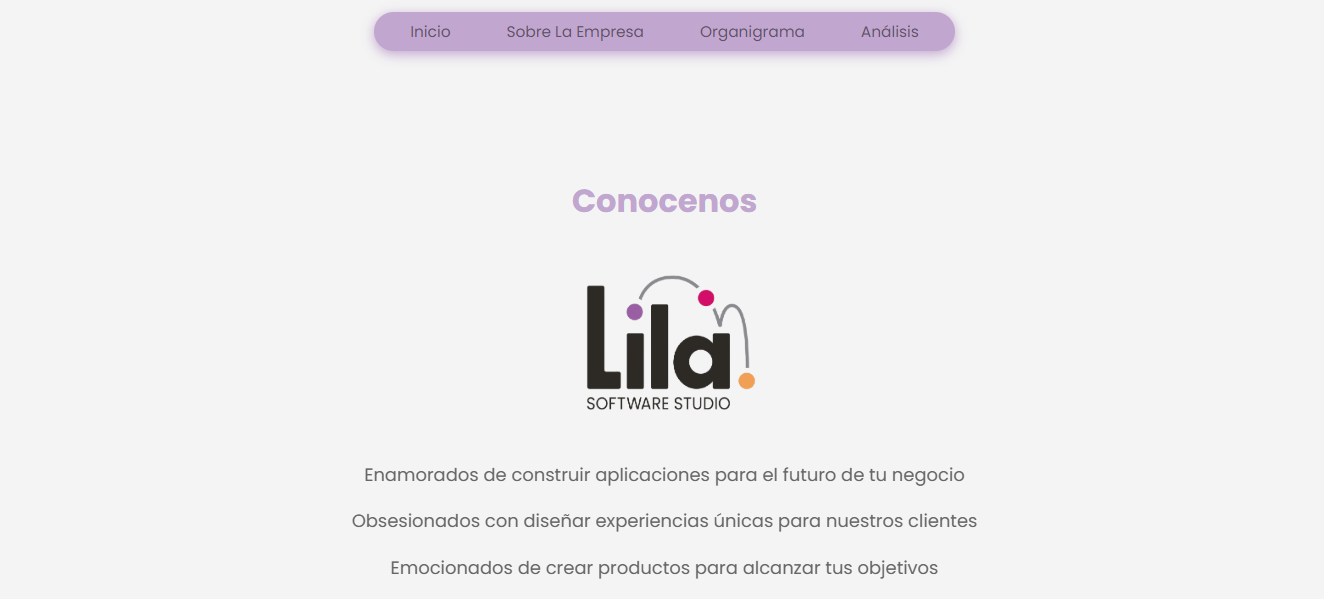 Inicio Sobre La Empresa Organigrama Análisis
Conocenos
Lila
SOFTWARE STUDIO
Enamorados de construir aplicaciones para el futuro de tu negocio
Obsesionados con diseñar experiencias únicas para nuestros clientes
Emocionados de crear productos para alcanzar tus objetivos